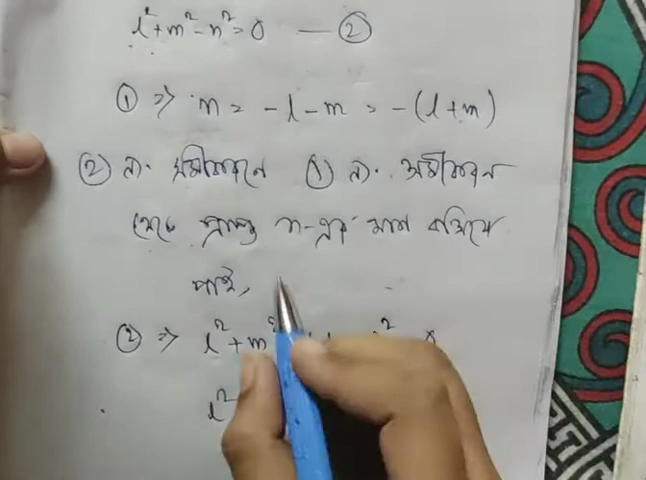 l² + m² - n² = 0 — ②
① ⇒ n = - l - m = - (l + m)
② নং সমীকরণে ① নং সমীকরণ
থেকে প্রাপ্ত n-এর মান বসিয়ে
পাই,
② ⇒ l² + m²
l²